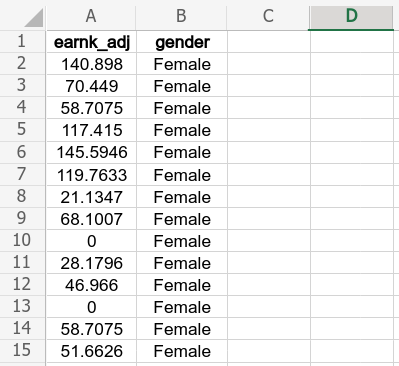 A B C D
1 earnk_adj gender
2 140.898 Female
3 70.449 Female
4 58.7075 Female
5 117.415 Female
6 145.5946 Female
7 119.7633 Female
8 21.1347 Female
9 68.1007 Female
10 0 Female
11 28.1796 Female
12 46.966 Female
13 0 Female
14 58.7075 Female
15 51.6626 Female